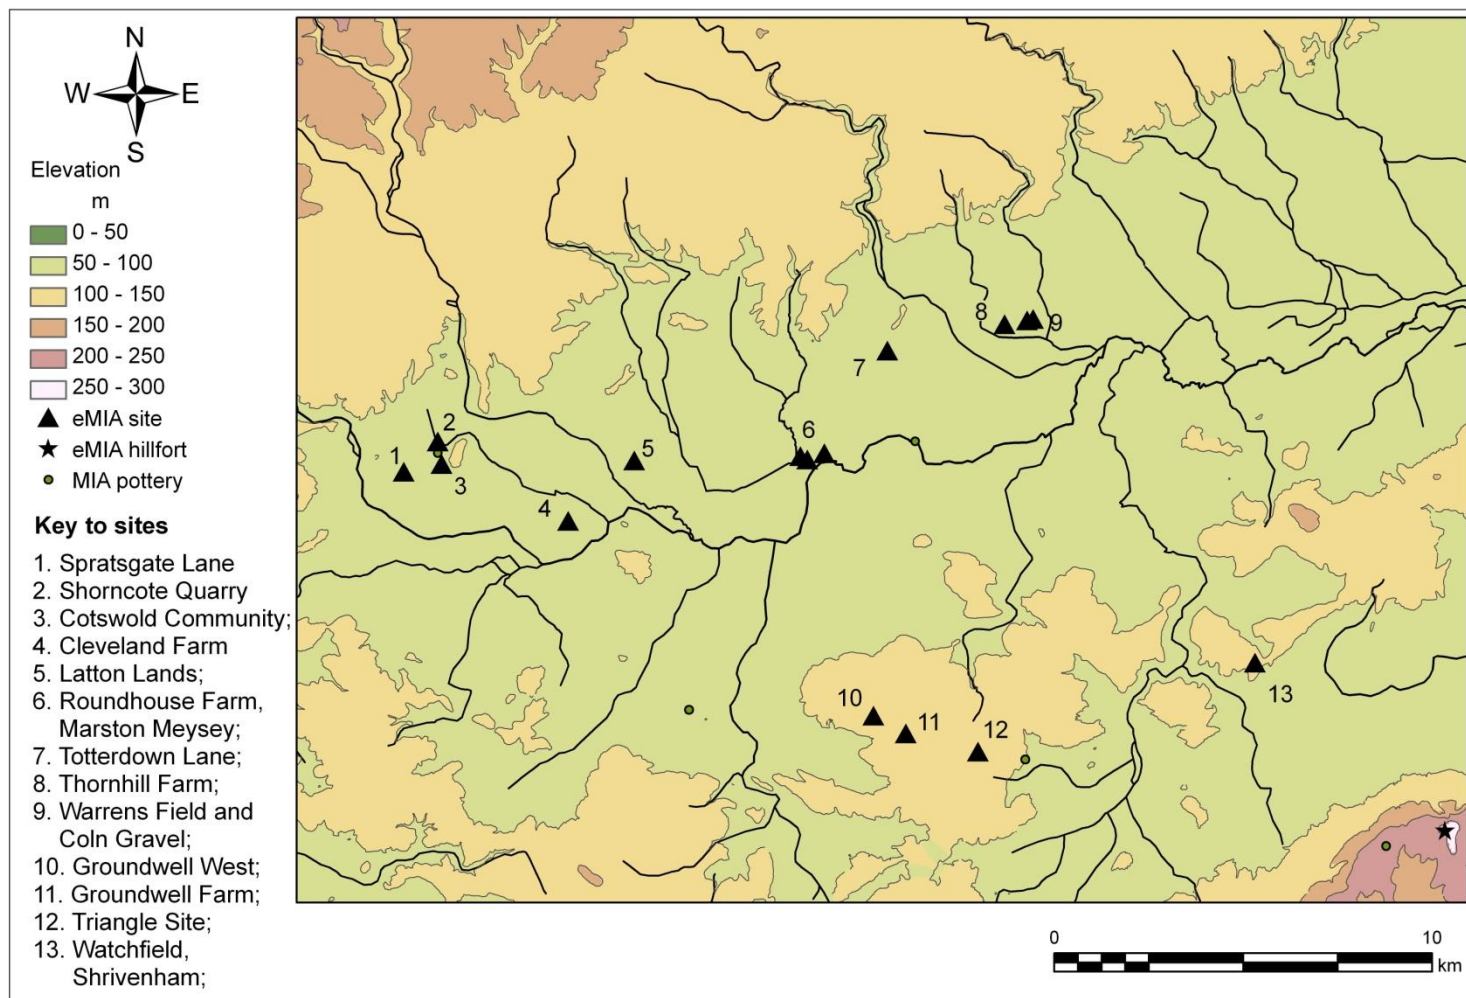 N
W E
S
Elevation
m
0 - 50
50 - 100
100 - 150
150 - 200
200 - 250
250 - 300
eMIA site
eMIA hillfort
MIA pottery
Key to sites
1. Spratsgate Lane
2. Shorncote Quarry
3. Cotswold Community;
4. Cleveland Farm
5. Latton Lands;
6. Roundhouse Farm,
Marston Meysey;
7. Totterdown Lane;
8. Thornhill Farm;
9. Warrens Field and
Coln Gravel;
10. Groundwell West;
11. Groundwell Farm;
12. Triangle Site;
13. Watchfield,
Shrivenham;
8
9
7
2
6
5
1
3
4
13
10
11
12
0 10
km